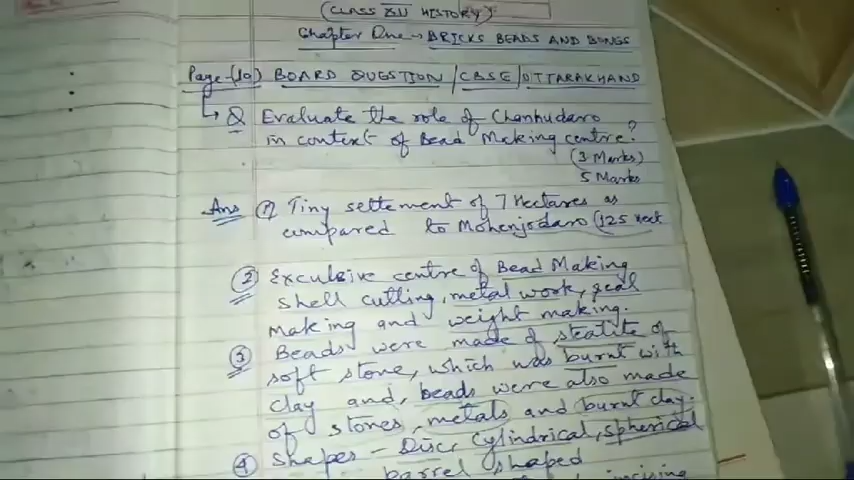 (CLASS XII HISTORY)
Chapter One → BRICKS BEADS AND BONES
Page-(10) BOARD QUESTION / CBSE / UTTARAKHAND
Q Evaluate the role of Chanhudaro
in context of Bead Making centre?
(3 Marks)
5 Marks
Ans ① Tiny settement of 7 Hectares as
compared to Mohenjodaro (125 Hect
② Exculsive centre of Bead Making
shell cutting, metal work, seal
making and weight making.
③ Beads were made of steatite of
soft stone, which was burnt with
clay and, beads were also made
of stones, metals and burnt clay.
④ Shapes - Disc, Cylindrical, spherical
barrel shaped